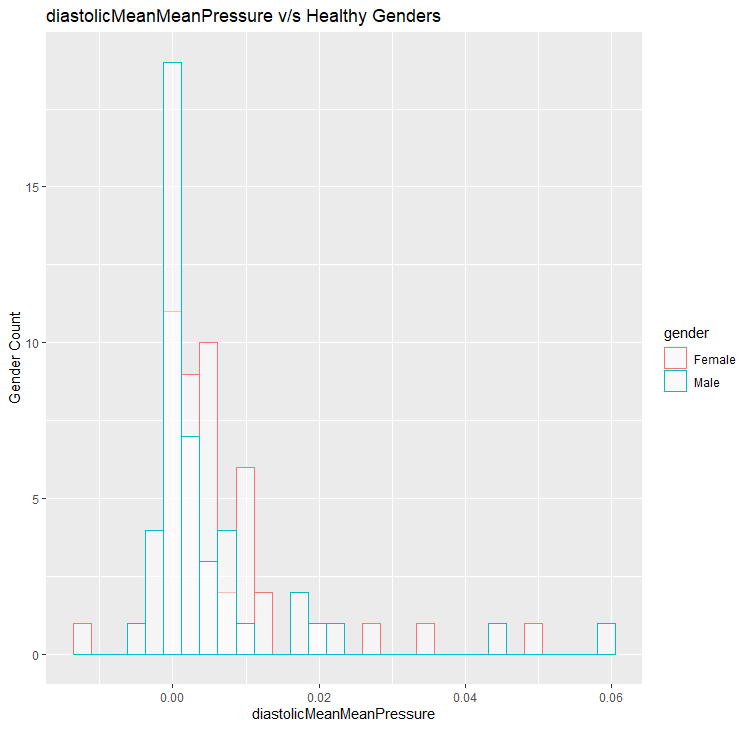 diastolicMeanMeanPressure v/s Healthy Genders
Gender Count
15
10
5
0
0.00 0.02 0.04 0.06
diastolicMeanMeanPressure
gender
Female
Male